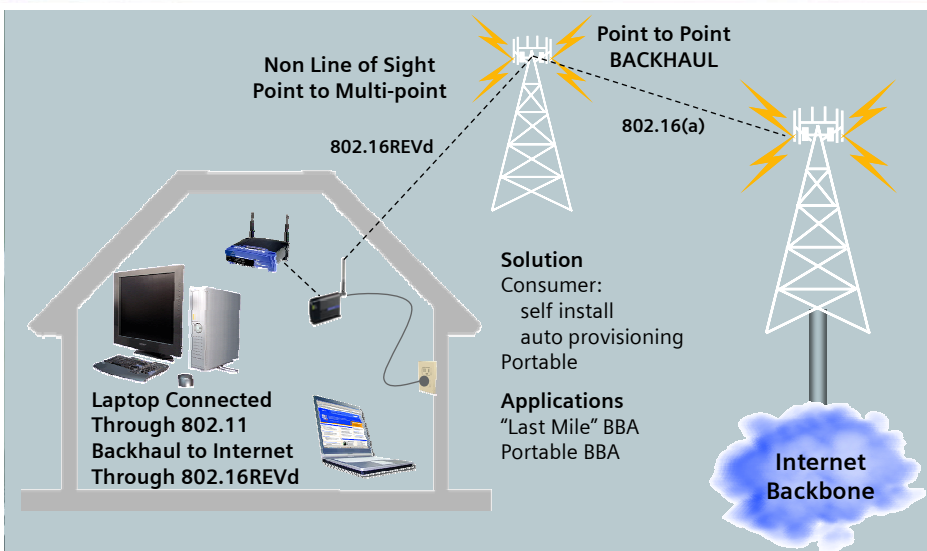 Non Line of Sight
Point to Multi-point
Point to Point
BACKHAUL
802.16REVd
802.16(a)
Solution
Consumer:
self install
auto provisioning
Portable
Applications
“Last Mile” BBA
Portable BBA
Laptop Connected
Through 802.11
Backhaul to Internet
Through 802.16REVd
Internet
Backbone